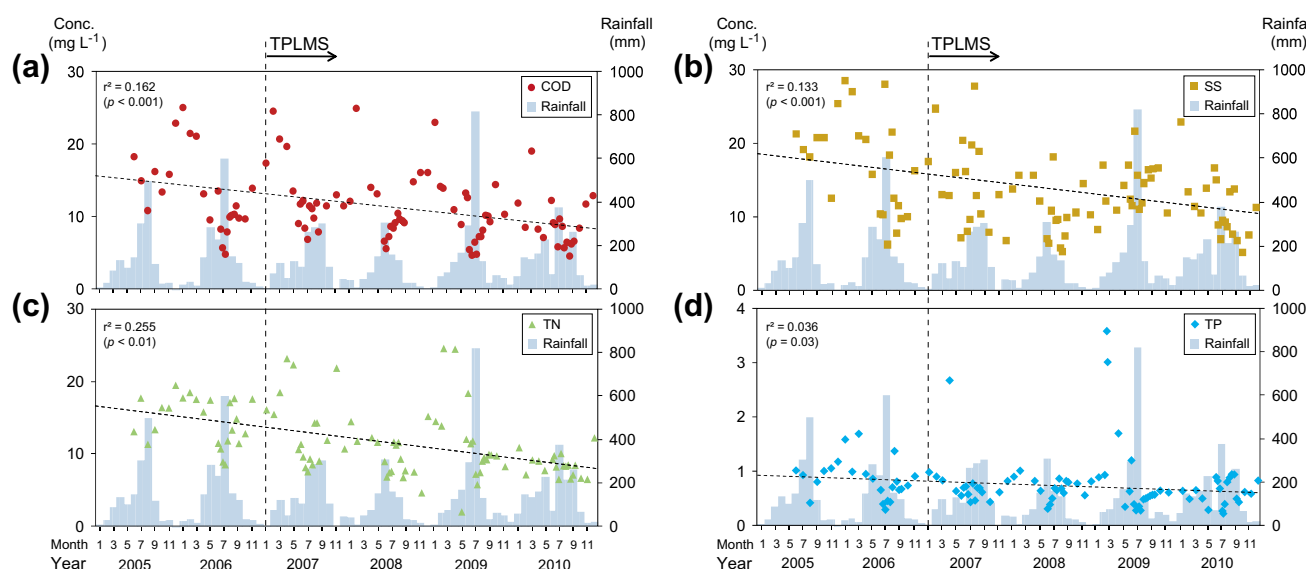 Conc.
(mg L-1)
TPLMS
Rainfall
(mm)
Conc.
(mg L-1)
TPLMS
Rainfa
(mm)
(a)
30
20
10
0
r² = 0.162
(p < 0.001)
COD
Rainfall
1000
800
600
400
200
0
(b)
30
20
10
0
r² = 0.133
(p < 0.001)
SS
Rainfall
1000
800
600
400
200
0
(c)
30
20
10
0
r² = 0.255
(p < 0.01)
TN
Rainfall
1000
800
600
400
200
0
Month 1 3 5 7 9 11 1 3 5 7 9 11 1 3 5 7 9 11 1 3 5 7 9 11 1 3 5 7 9 11 1 3 5 7 9 11
Year 2005 2006 2007 2008 2009 2010
(d)
4
3
2
1
0
r² = 0.036
(p = 0.03)
TP
Rainfall
1000
800
600
400
200
0
Month 1 3 5 7 9 11 1 3 5 7 9 11 1 3 5 7 9 11 1 3 5 7 9 11 1 3 5 7 9 11 1 3 5 7 9 11
Year 2005 2006 2007 2008 2009 2010